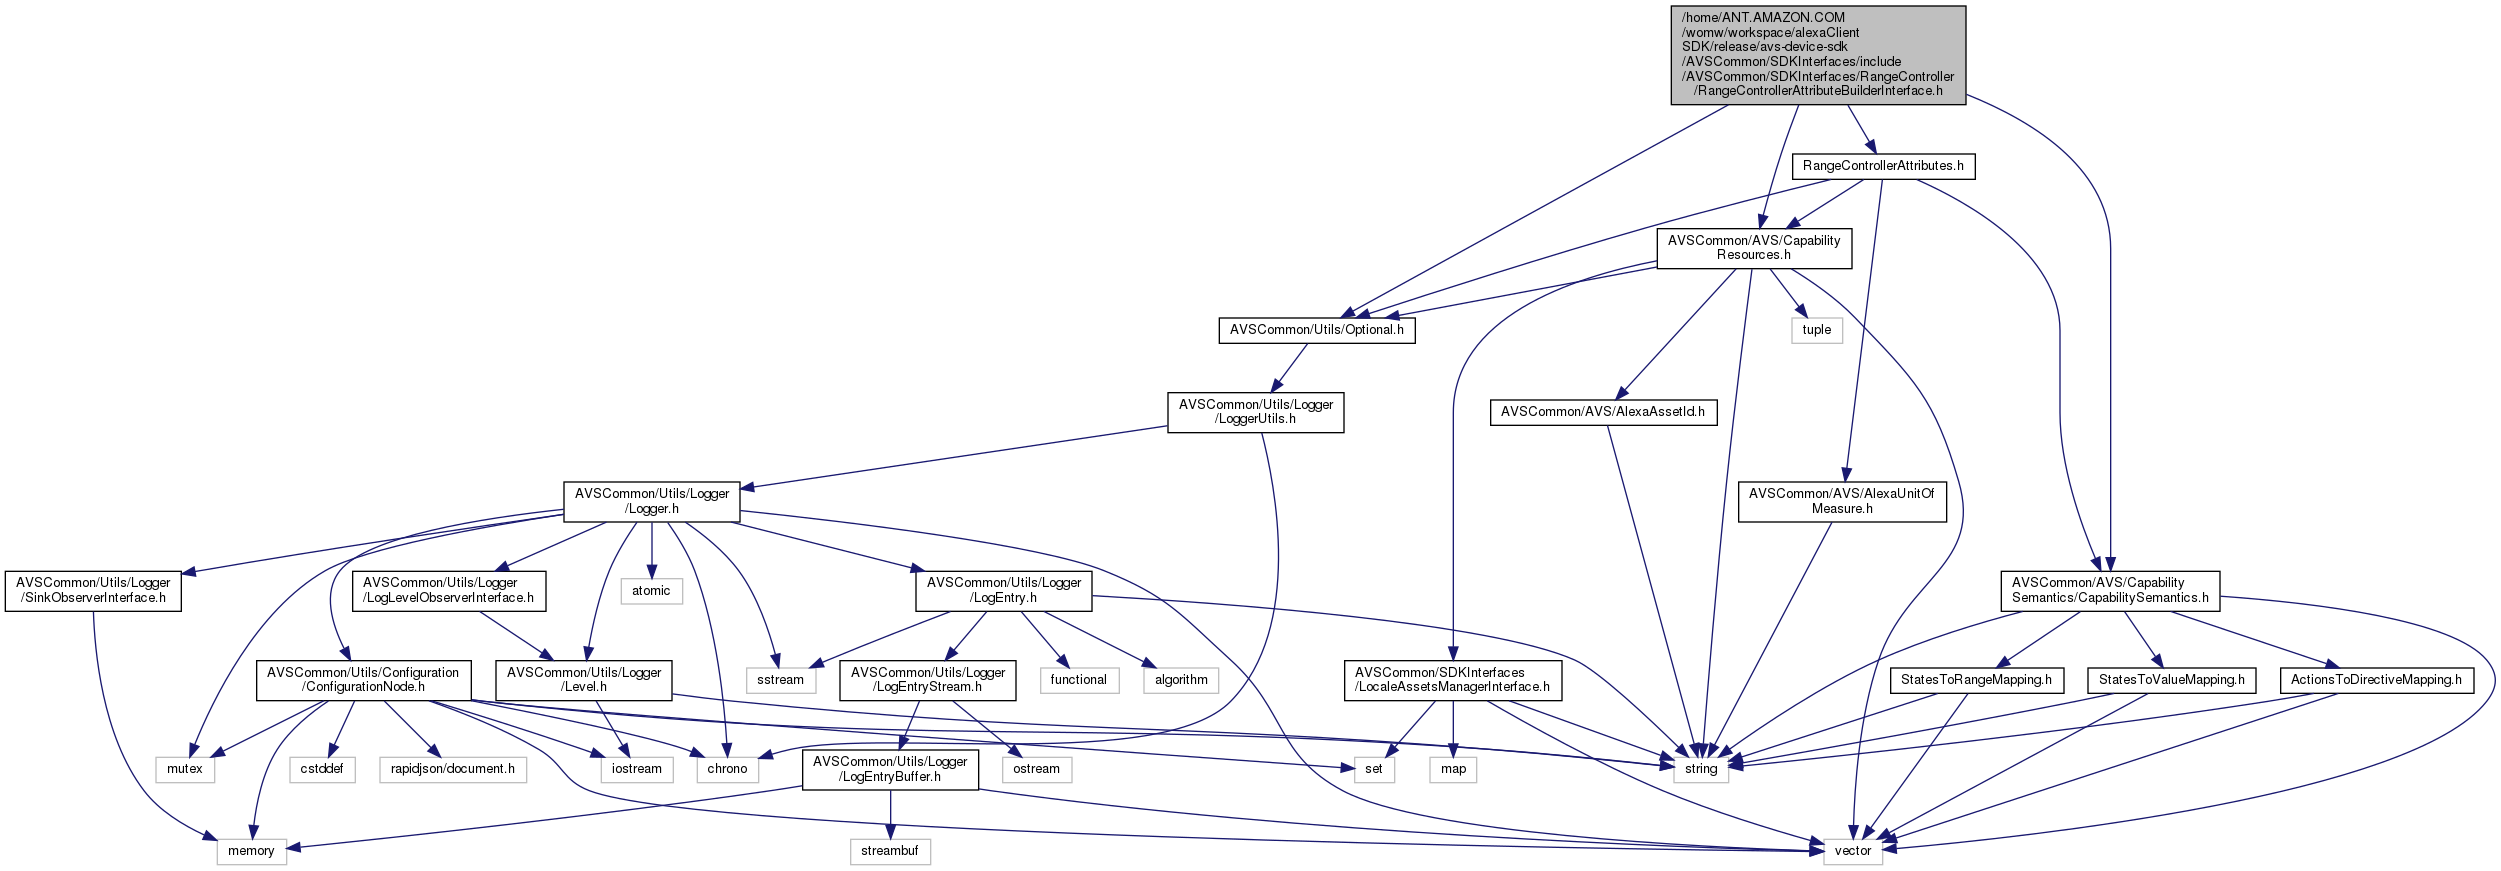 /home/ANT.AMAZON.COM
/womw/workspace/alexaClient
SDK/release/avs-device-sdk
/AVSCommon/SDKInterfaces/include
/AVSCommon/SDKInterfaces/RangeController
/RangeControllerAttributeBuilderInterface.h
RangeControllerAttributes.h
AVSCommon/AVS/Capability
Resources.h
AVSCommon/Utils/Optional.h
tuple
AVSCommon/Utils/Logger
/LoggerUtils.h
AVSCommon/AVS/AlexaAssetId.h
AVSCommon/Utils/Logger
/Logger.h
AVSCommon/AVS/AlexaUnitOf
Measure.h
AVSCommon/Utils/Logger
/SinkObserverInterface.h
AVSCommon/Utils/Logger
/LogLevelObserverInterface.h
atomic
AVSCommon/Utils/Logger
/LogEntry.h
AVSCommon/AVS/Capability
Semantics/CapabilitySemantics.h
AVSCommon/Utils/Configuration
/ConfigurationNode.h
AVSCommon/Utils/Logger
/Level.h
sstream
AVSCommon/Utils/Logger
/LogEntryStream.h
functional
algorithm
AVSCommon/SDKInterfaces
/LocaleAssetsManagerInterface.h
StatesToRangeMapping.h
StatesToValueMapping.h
ActionsToDirectiveMapping.h
mutex
cstddef
rapidjson/document.h
iostream
chrono
AVSCommon/Utils/Logger
/LogEntryBuffer.h
ostream
set
map
string
memory
streambuf
vector